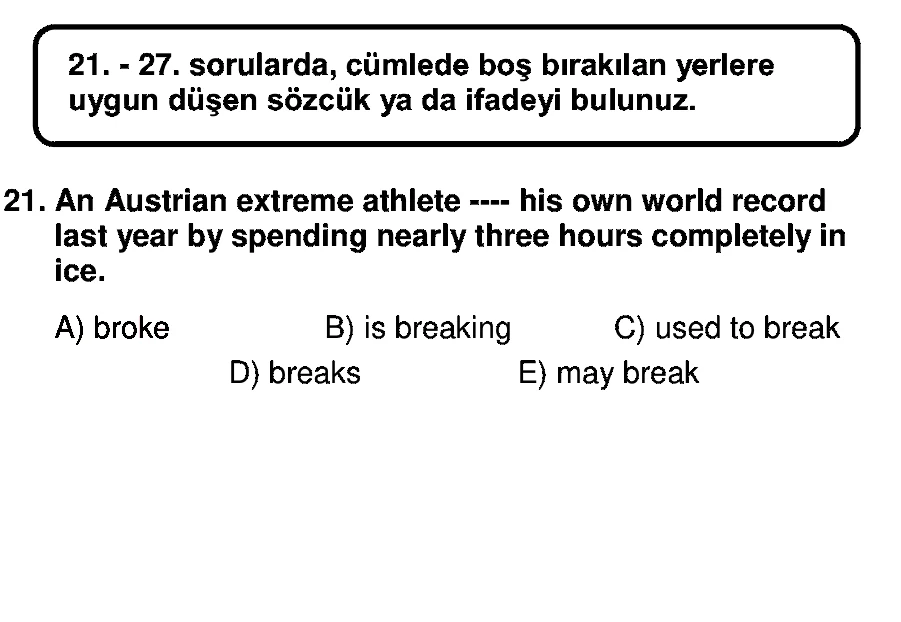 21. - 27. sorularda, cümlede boş bırakılan yerlere
uygun düşen sözcük ya da ifadeyi bulunuz.
21. An Austrian extreme athlete ---- his own world record
last year by spending nearly three hours completely in
ice.
A) broke B) is breaking C) used to break
D) breaks E) may break